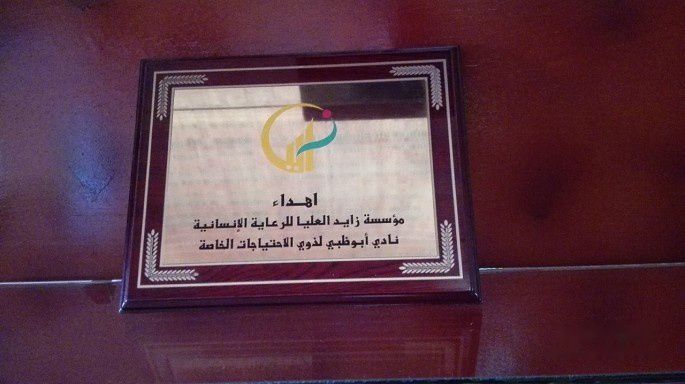 اهداء
مؤسسة زايد العليا للرعاية الإنسانية
نادي أبوظبي لذوي الاحتياجات الخاصة